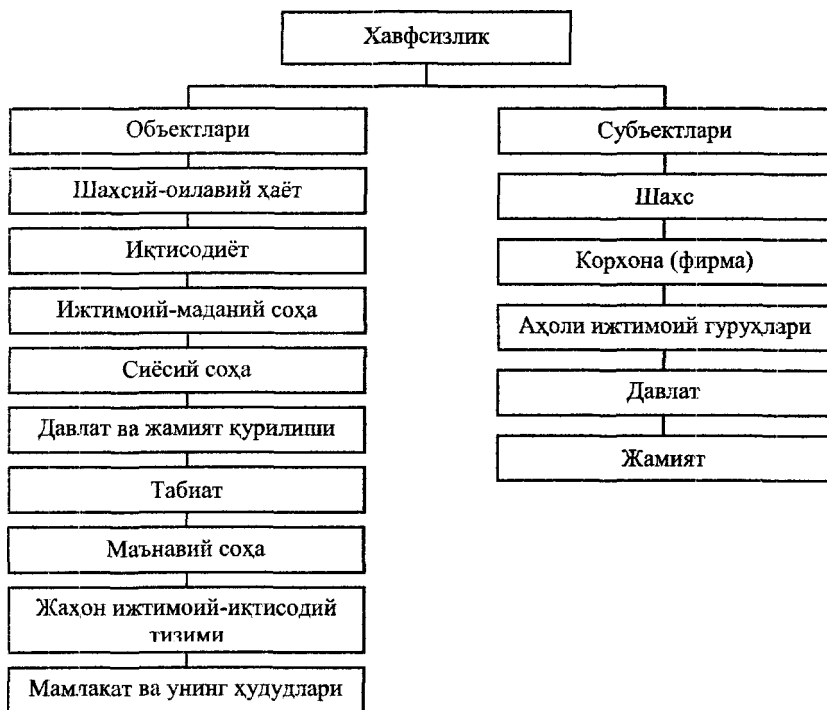 Хавфсизлик
Объектлари
Шахсий-оилавий ҳаёт
Иқтисодиёт
Ижтимоий-маданий соҳа
Сиёсий соҳа
Давлат ва жамият қурилиши
Табиат
Маънавий соҳа
Жаҳон ижтимоий-иқтисодий
тизими
Мамлакат ва унинг ҳудудлари
Субъектлари
Шахс
Корхона (фирма)
Аҳоли ижтимоий гуруҳлари
Давлат
Жамият